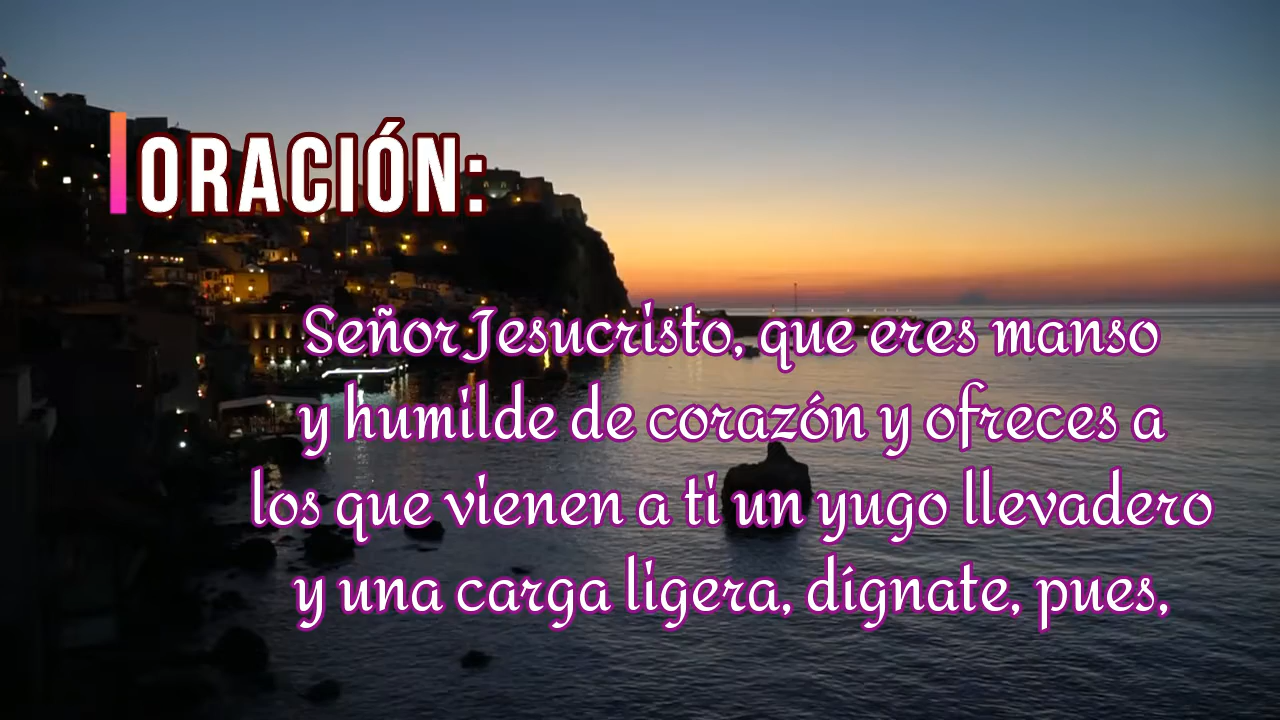 ORACIÓN:
Señor Jesucristo, que eres manso
y humilde de corazón y ofreces a
los que vienen a ti un yugo llevadero
y una carga ligera, dígnate, pues,